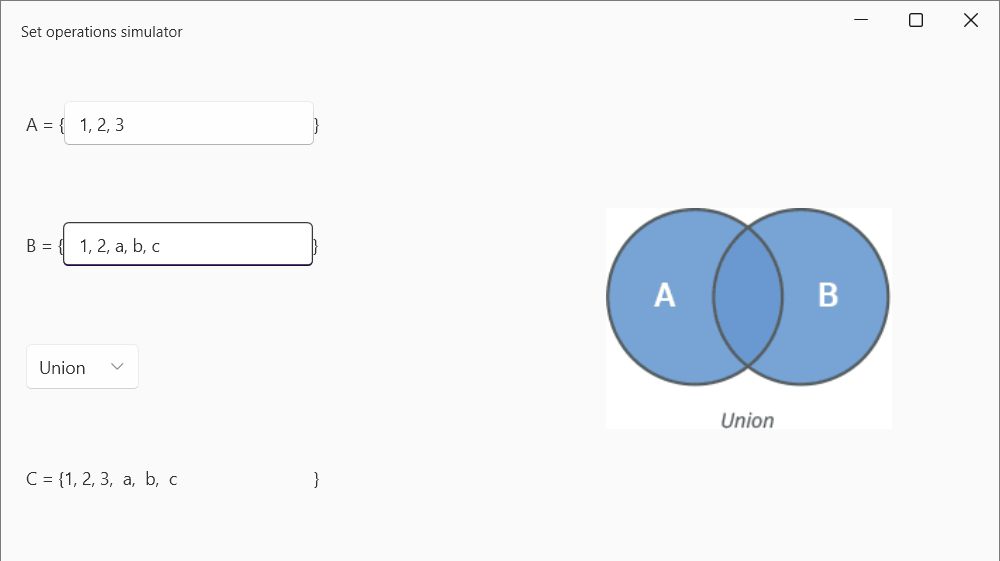 Set operations simulator
A = { 1, 2, 3 }
B = { 1, 2, a, b, c }
A B
Union
Union
C = {1, 2, 3,  a,  b,  c }